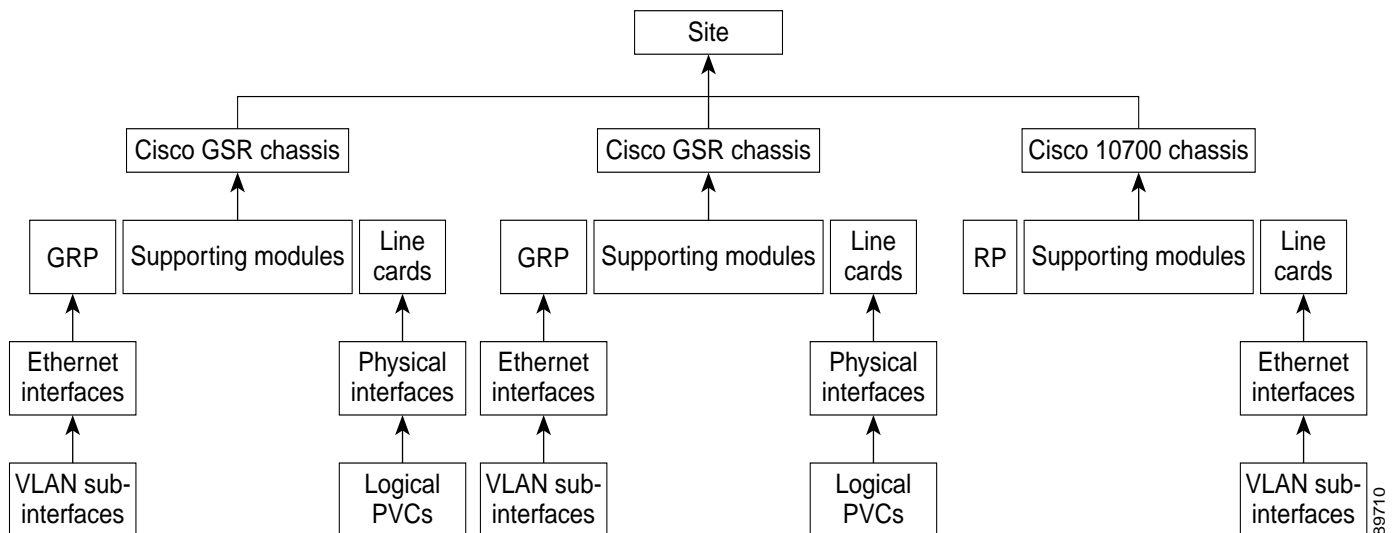 Site
Cisco GSR chassis
Cisco GSR chassis
Cisco 10700 chassis
GRP
Supporting modules
Line
cards
GRP
Supporting modules
Line
cards
RP
Supporting modules
Line
cards
Ethernet
interfaces
Physical
interfaces
Ethernet
interfaces
Physical
interfaces
Ethernet
interfaces
VLAN sub-
interfaces
Logical
PVCs
VLAN sub-
interfaces
Logical
PVCs
VLAN sub-
interfaces
89710